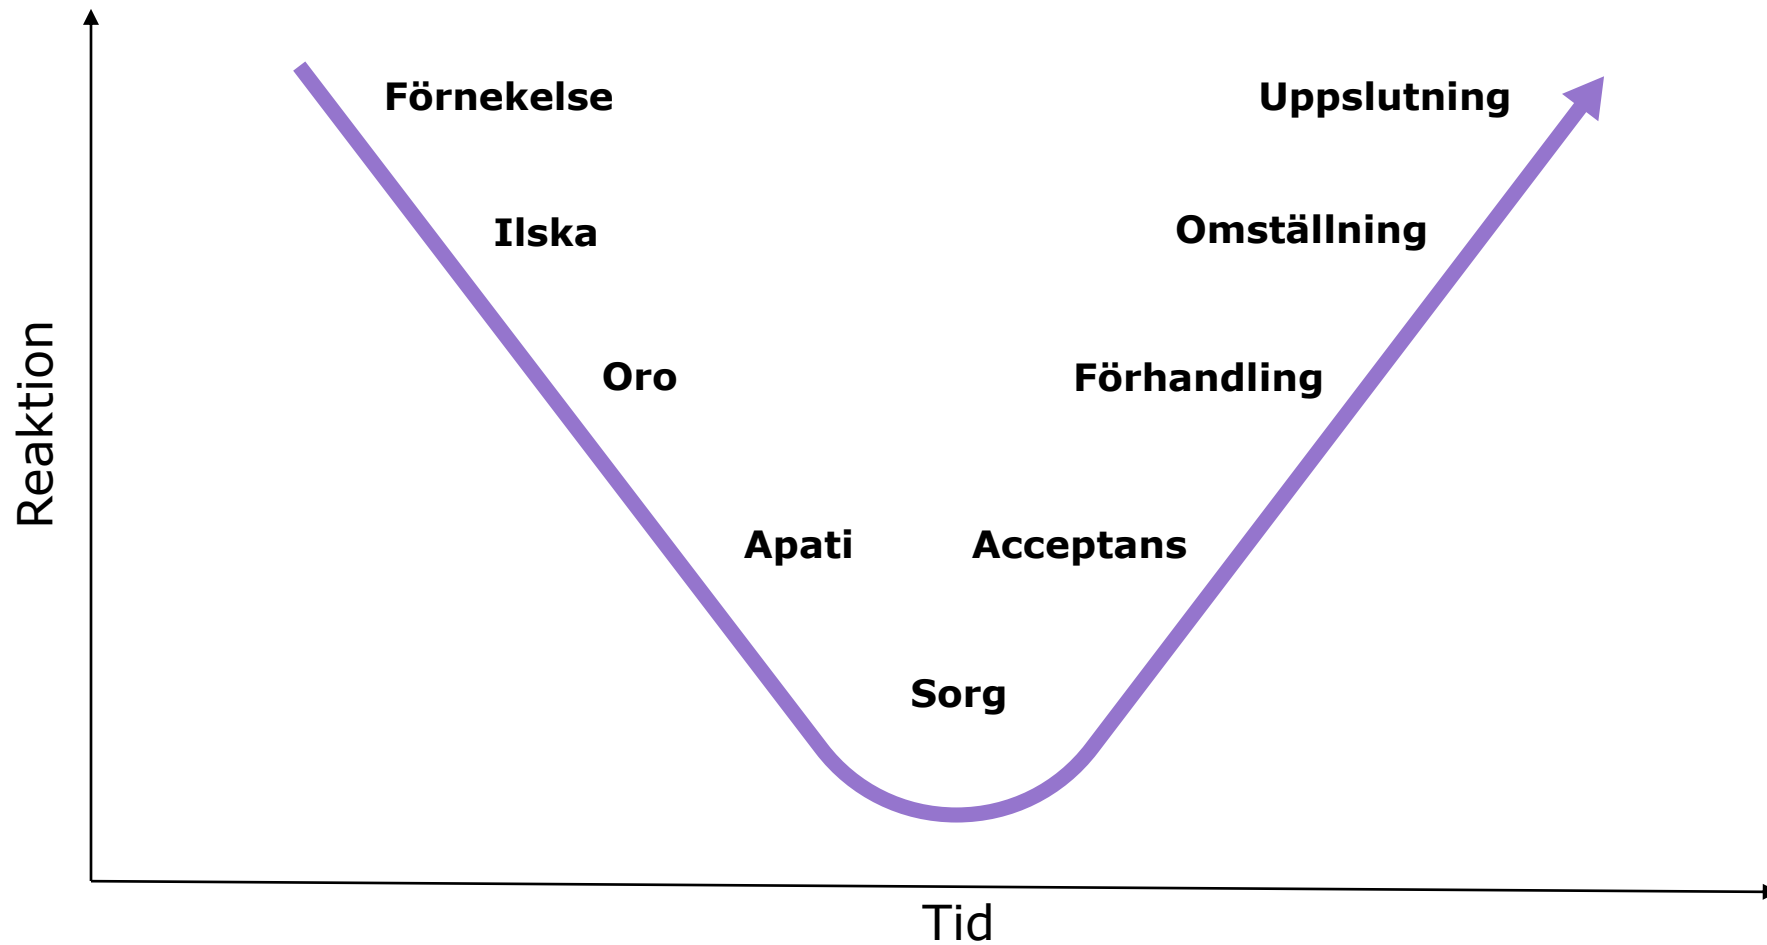 Förnekelse
Uppslutning
Ilska
Omställning
Oro
Förhandling
Apati
Acceptans
Sorg
Reaktion
Tid